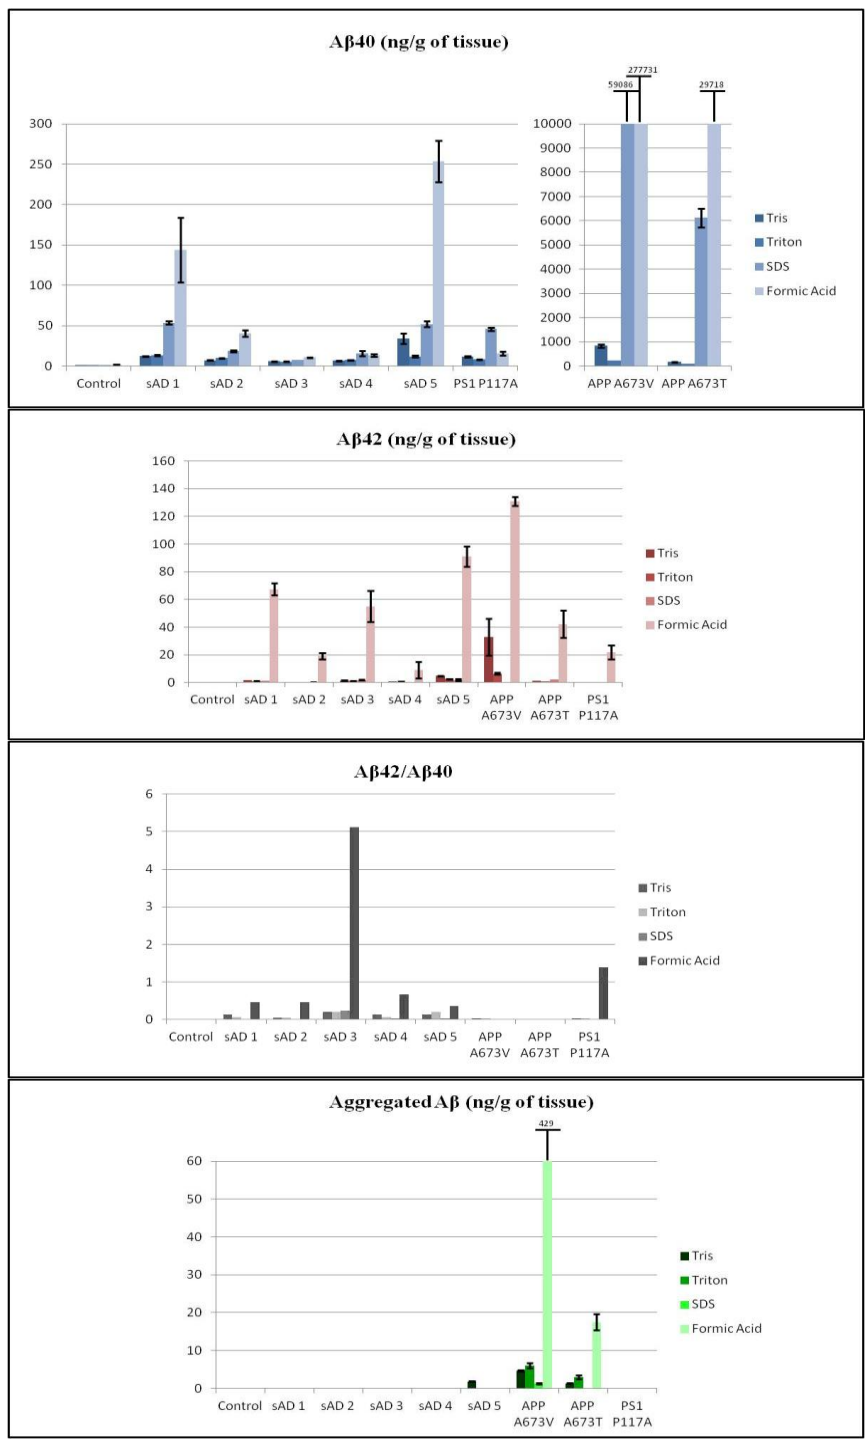 Aβ40 (ng/g of tissue)
277731
59086
29718
300
250
200
150
100
50
0
10000
9000
8000
7000
6000
5000
4000
3000
2000
1000
0
Tris
Triton
SDS
Formic Acid
Control sAD 1 sAD 2 sAD 3 sAD 4 sAD 5 PS1 P117A
APP A673V APP A673T
Aβ42 (ng/g of tissue)
160
140
120
100
80
60
40
20
0
Tris
Triton
SDS
Formic Acid
Control sAD 1 sAD 2 sAD 3 sAD 4 sAD 5 APP APP PS1
A673V A673T P117A
Aβ42/Aβ40
6
5
4
3
2
1
0
Tris
Triton
SDS
Formic Acid
Control sAD 1 sAD 2 sAD 3 sAD 4 sAD 5 APP APP PS1
A673V A673T P117A
Aggregated Aβ (ng/g of tissue)
429
60
50
40
30
20
10
0
Tris
Triton
SDS
Formic Acid
Control sAD 1 sAD 2 sAD 3 sAD 4 sAD 5 APP APP PS1
A673V A673T P117A